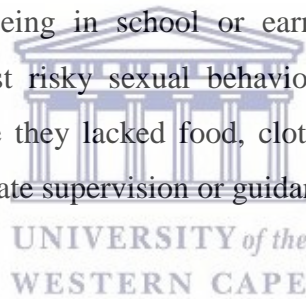 eing in school or earn
st risky sexual behavio
e they lacked food, clot
ate supervision or guidan
UNIVERSITY of the
WESTERN CAPE